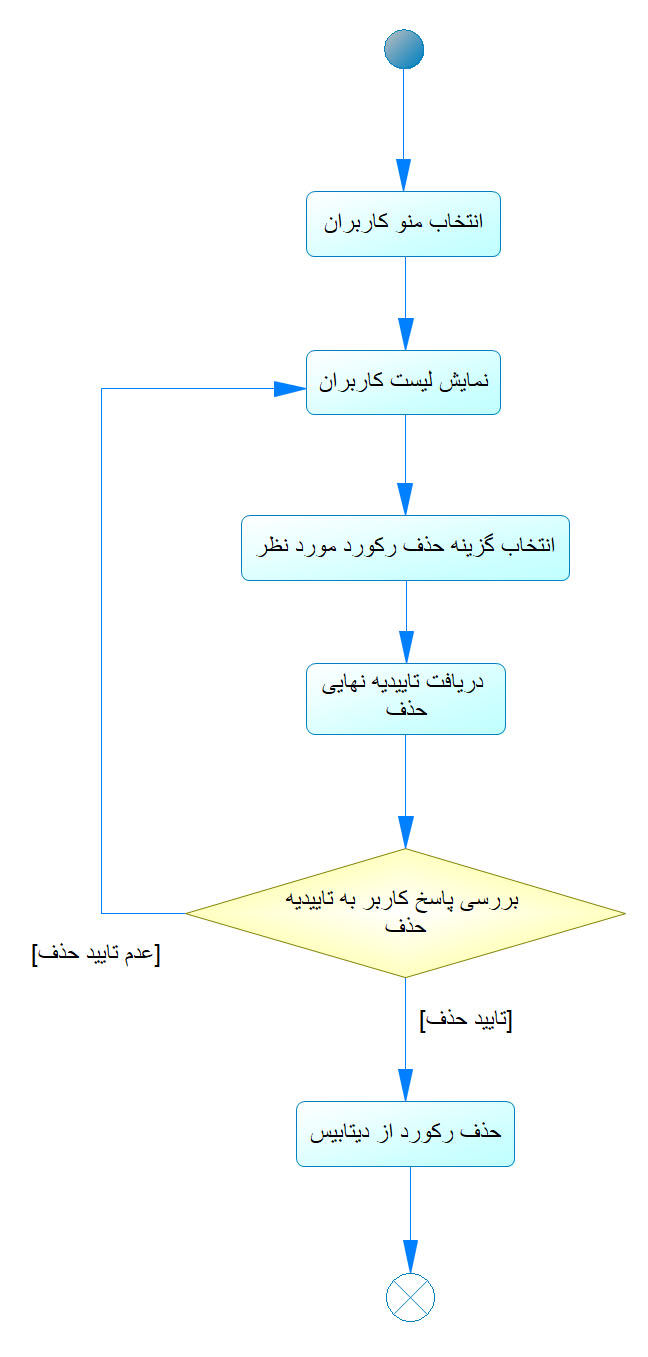 انتخاب منو کاربران
نمایش لیست کاربران
انتخاب گزینه حذف رکورد مورد نظر
دریافت تاییدیه نهایی
حذف
بررسی پاسخ کاربر به تاییدیه
حذف
[عدم تایید حذف]
[تایید حذف]
حذف رکورد از دیتابیس